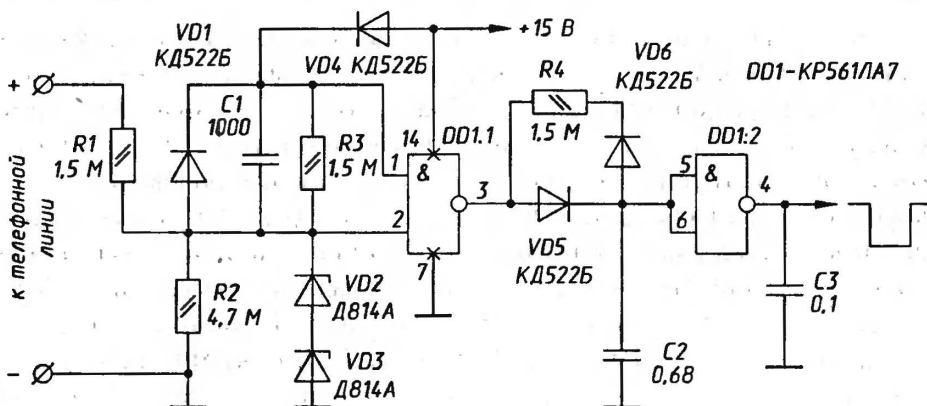 VD1
КД522Б
VD4 КД522Б
+15 В
+
R1
1,5 М
C1
1000
R3
1,5 М
14
DD1.1
1
&
2
3
7
R4
1,5 М
VD6
КД522Б
DD1-КР561ЛА7
DD1:2
5
&
6
4
VD5
КД522Б
к телефонной
линии
R2
4,7 М
VD2
Д814А
VD3
Д814А
C2
0,68
C3
0,1
-